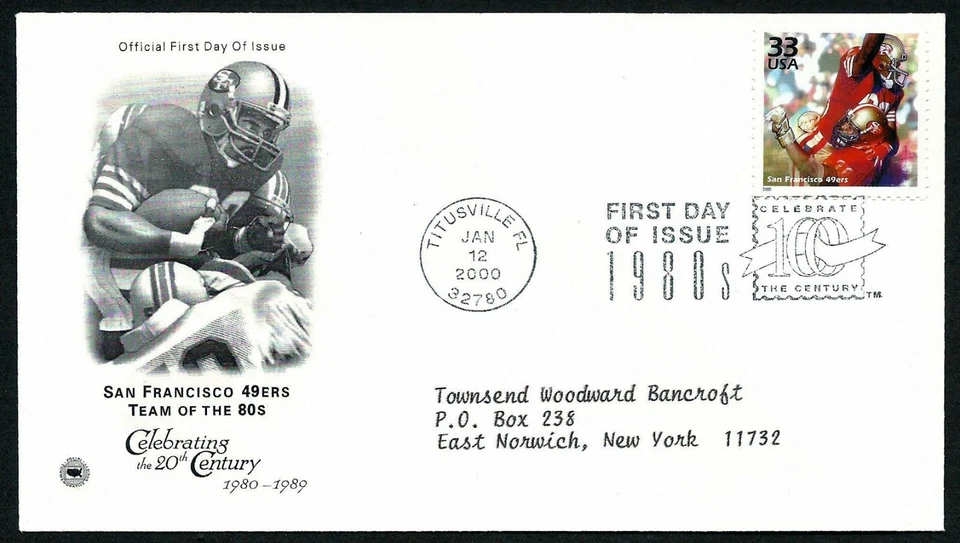 Official First Day Of Issue
33
USA
San Francisco 49ers
2000
TITUSVILLE FL
JAN
12
2000
32780
FIRST DAY
OF ISSUE
1980s
CELEBRATE
100
THE CENTURY
TM
SAN FRANCISCO 49ERS
TEAM OF THE 80S
Celebrating
the 20th Century
1980–1989
Townsend Woodward Bancroft
P.O. Box 238
East Norwich, New York 11732